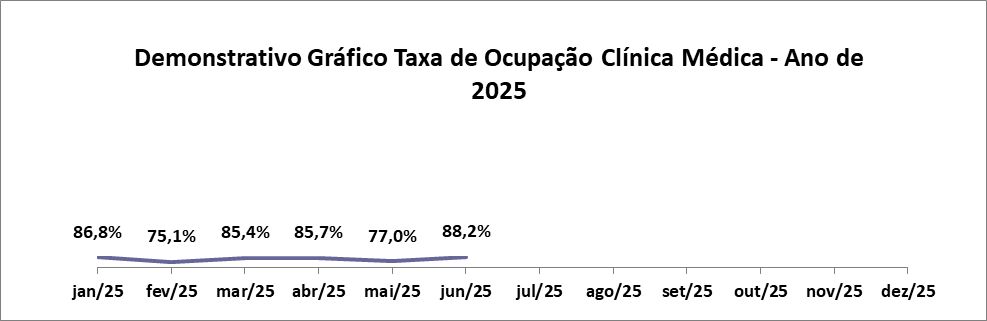 Demonstrativo Gráfico Taxa de Ocupação Clínica Médica - Ano de
2025
86,8% 75,1% 85,4% 85,7% 77,0% 88,2%
jan/25 fev/25 mar/25 abr/25 mai/25 jun/25 jul/25 ago/25 set/25 out/25 nov/25 dez/25